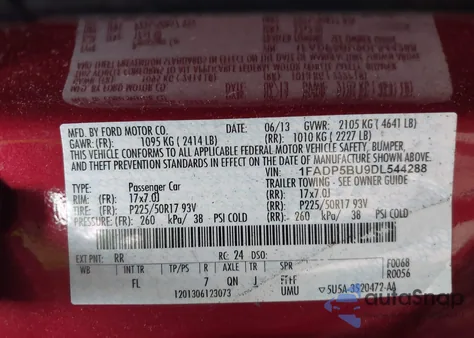 MFD. BY FORD MOTOR CO.
DATE: 06/13 GVWR: 2105 KG ( 4641 LB)
GAWR: (FR): 1095 KG ( 2414 LB) (RR): 1010 KG ( 2227 LB)
THIS VEHICLE CONFORMS TO ALL APPLICABLE
FEDERAL MOTOR VEHICLE SAFETY, BUMPER,
AND THEFT PREVENTION STANDARDS IN EFFECT ON THE
DATE OF MANUFACTURE SHOWN ABOVE.
VIN: 1FADP5BU9DL544288
TYPE: Passenger Car TRAILER TOWING - SEE OWNER GUIDE
RIM: (FR): 17x7.0J (RR): 17x7.0J
TIRE: (FR): P225/50R17 93V (RR): P225/50R17 93V
PRESSURE: (FR): 260 kPa/ 38 PSI COLD (RR): 260 kPa/ 38 PSI COLD
EXT PNT: RR RC: 24 DSO: F0068
WB INT TR TP/PS R AXLE TR SPR R0056
FL 7 QN J
1201306123073 UMU 5U5A-3520472-AA
autoSnap